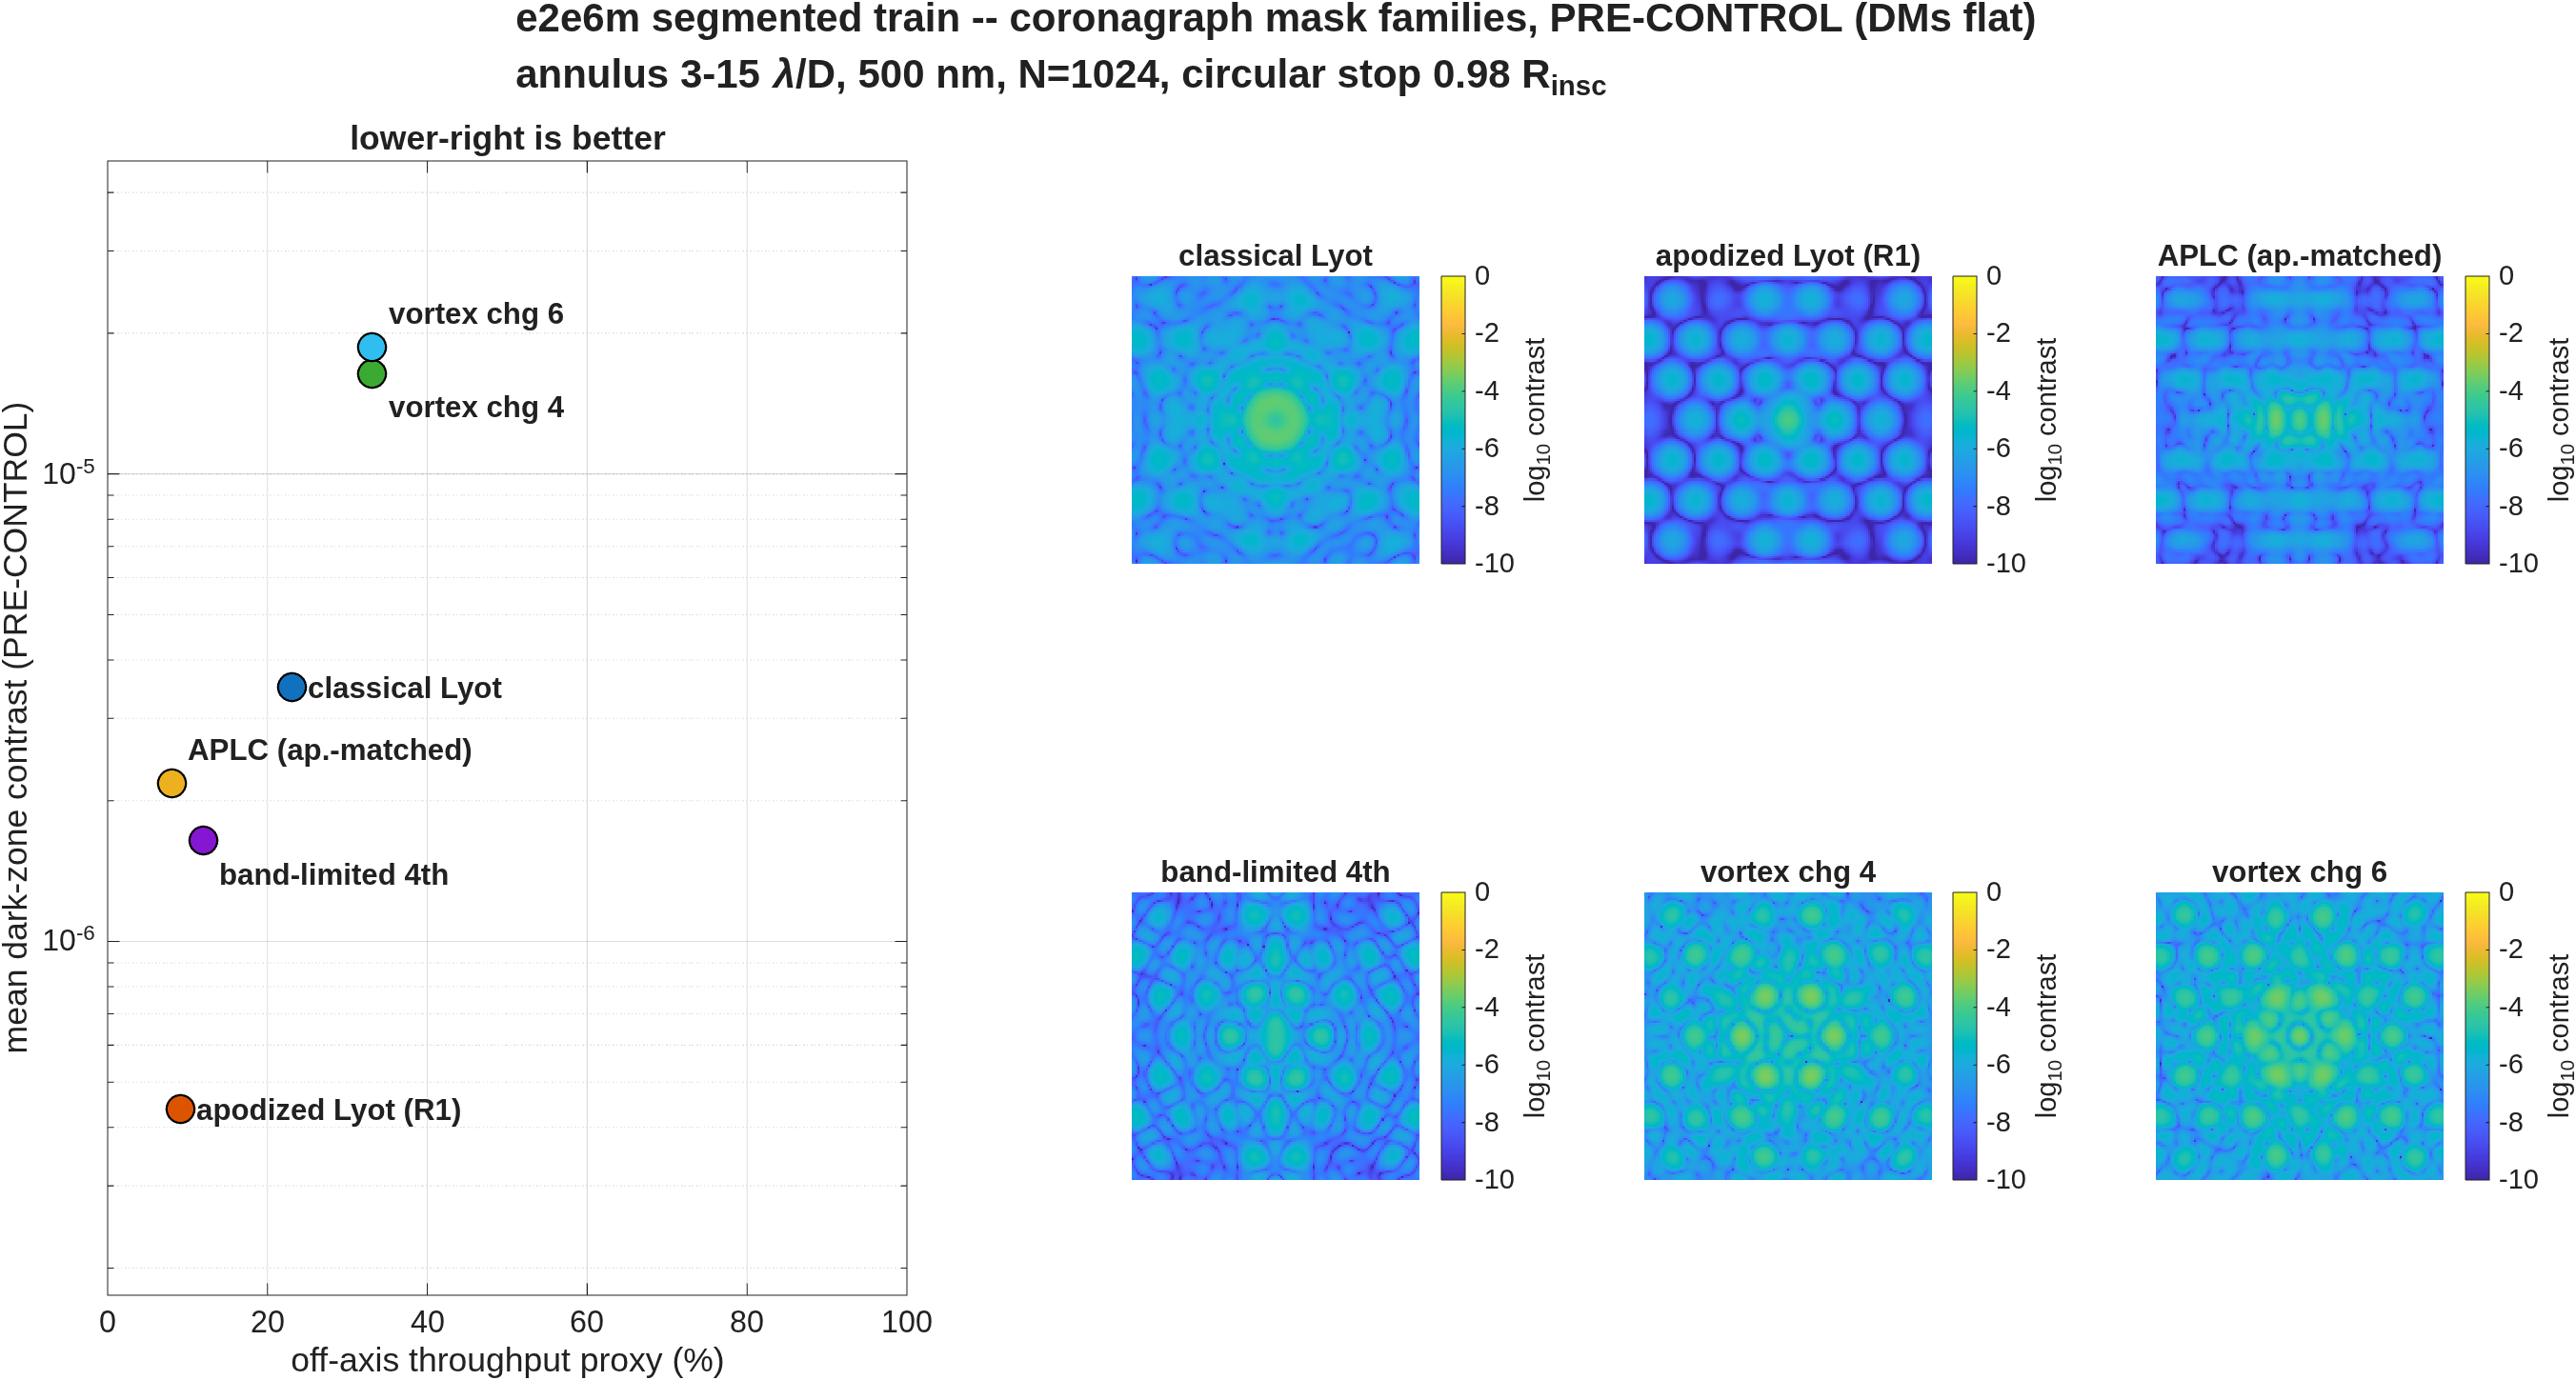 e2e6m segmented train -- coronagraph mask families, PRE-CONTROL (DMs flat)
annulus 3-15 λ/D, 500 nm, N=1024, circular stop 0.98 Rinsc
lower-right is better
mean dark-zone contrast (PRE-CONTROL)
10-5
10-6
vortex chg 6
vortex chg 4
classical Lyot
APLC (ap.-matched)
band-limited 4th
apodized Lyot (R1)
0 20 40 60 80 100
off-axis throughput proxy (%)
classical Lyot
0
-2
-4
-6
-8
-10
log10 contrast
apodized Lyot (R1)
0
-2
-4
-6
-8
-10
log10 contrast
APLC (ap.-matched)
0
-2
-4
-6
-8
-10
log10 contrast
band-limited 4th
0
-2
-4
-6
-8
-10
log10 contrast
vortex chg 4
0
-2
-4
-6
-8
-10
log10 contrast
vortex chg 6
0
-2
-4
-6
-8
-10
log10 contrast